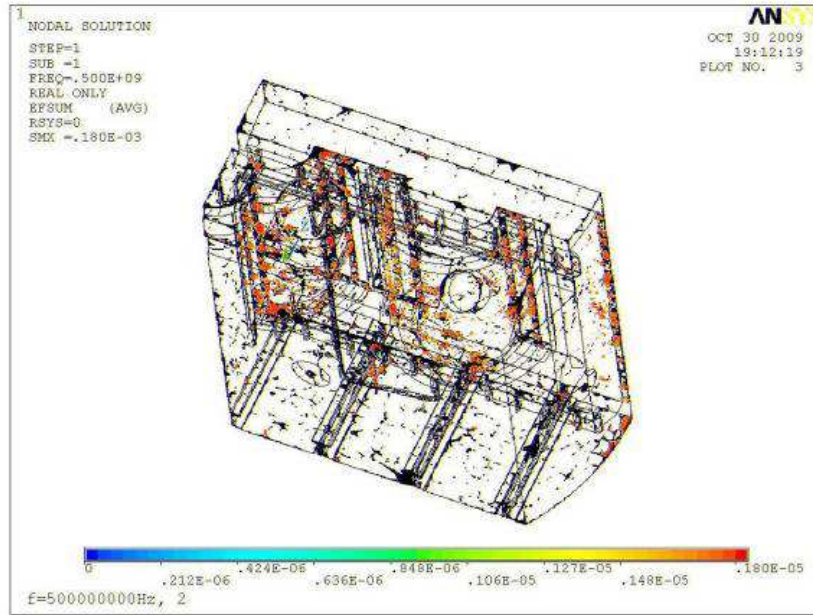 1
NODAL SOLUTION
STEP=1
SUB =1
FREQ=.500E+09
REAL ONLY
EFSUM (AVG)
RSYS=0
SMX =.180E-03
ANSYS
OCT 30 2009
19:12:19
PLOT NO. 3
0 .424E-06 .848E-06 .127E-05 .180E-05
.212E-06 .636E-06 .106E-05 .148E-05
f=500000000Hz, 2